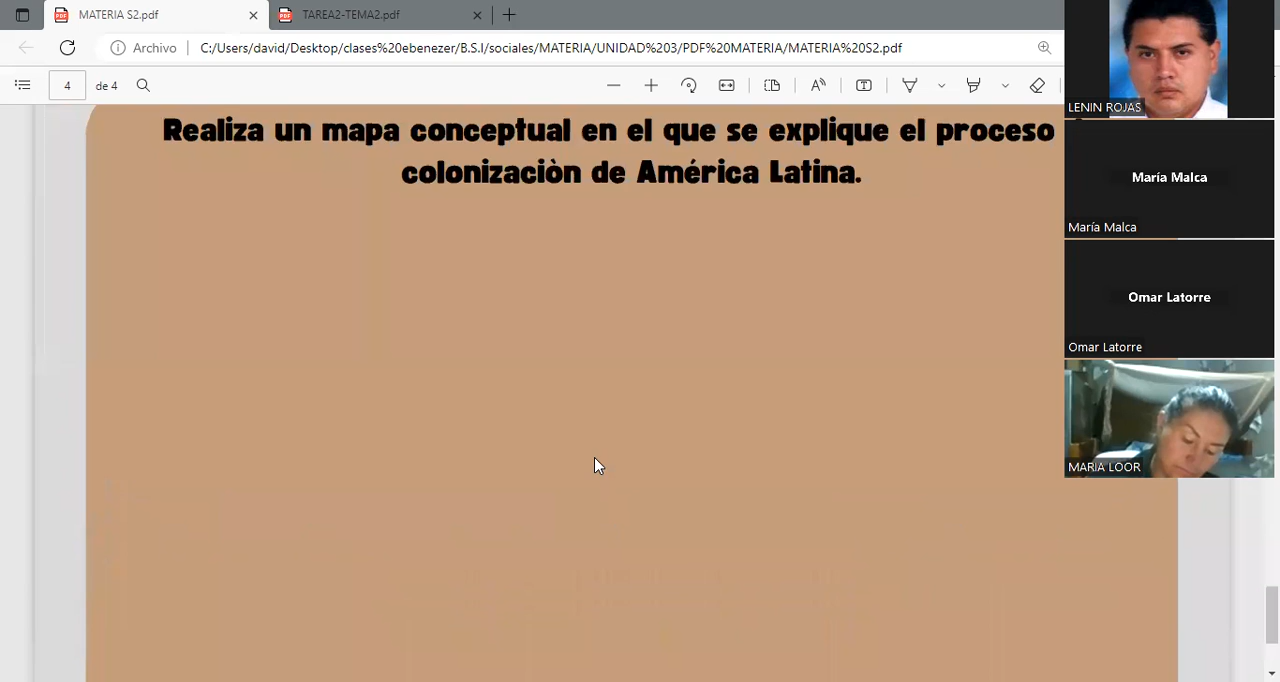 MATERIA S2.pdf
TAREA2-TEMA2.pdf
Archivo
C:/Users/david/Desktop/clases%20ebenezer/B.S.I/sociales/MATERIA/UNIDAD%203/PDF%20MATERIA/MATERIA%20S2.pdf
4 de 4
Realiza un mapa conceptual en el que se explique el proceso
colonizaciòn de América Latina.
LENIN ROJAS
María Malca
María Malca
Omar Latorre
Omar Latorre
MARIA LOOR